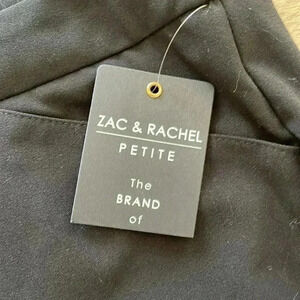 ZAC & RACHEL
PETITE
The
BRAND
of